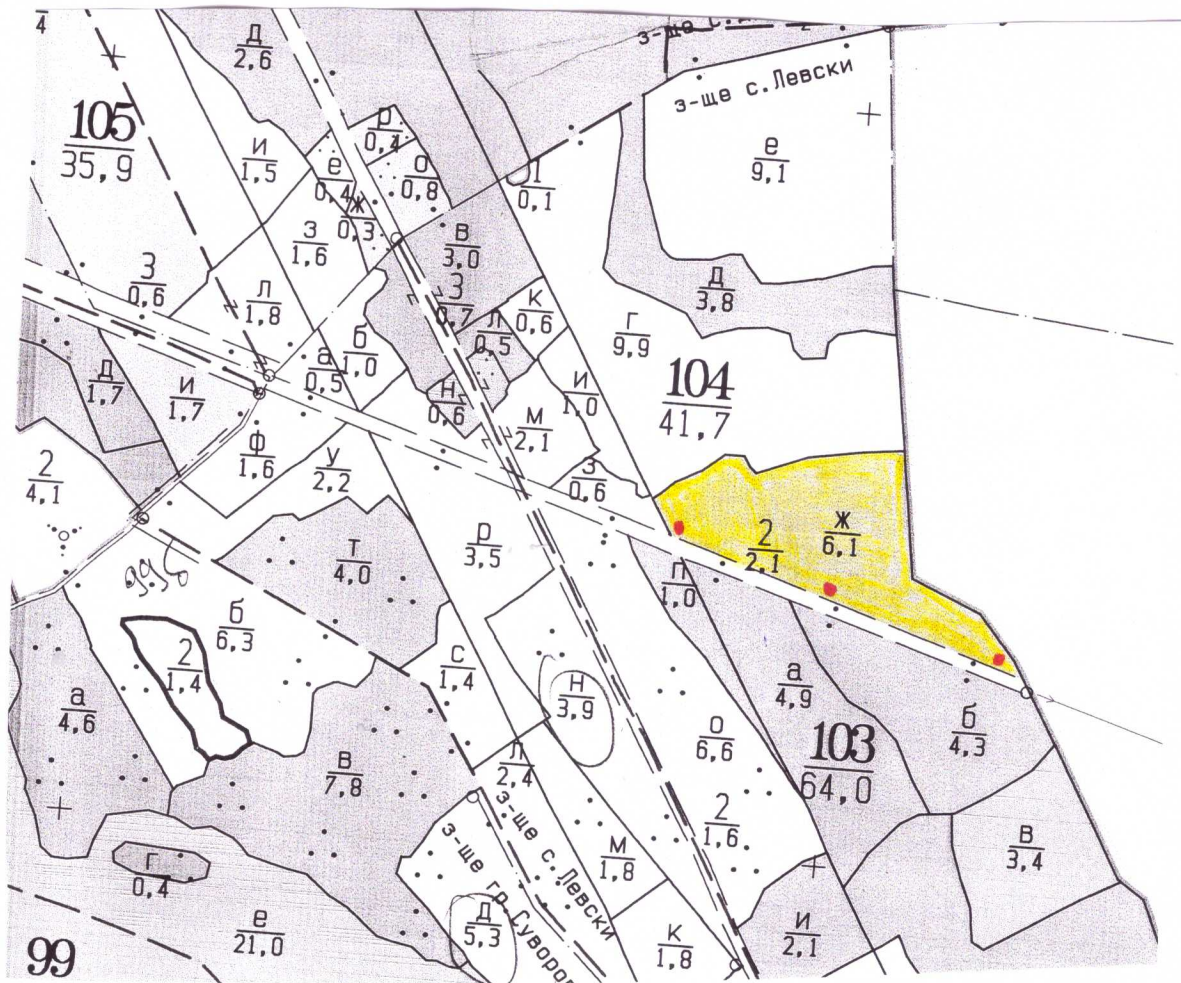 4
Д
2,6
з-ще с.
2
з-ще с.Левски
105
35,9
и
1,5
р
0,4
е
0,4
о
0,8
ж
0,3
1
0,1
е
9,1
з
1,6
в
3,0
3
0,6
л
1,8
3
0,7
к
0,6
л
0,5
г
9,9
Д
3,8
б
1,0
а
0,5
Д
1,7
и
1,7
н
0,6
м
2,1
и
1,0
104
41,7
2
4,1
ф
1,6
у
2,2
з
0,6
р
3,5
2
2,1
ж
6,1
т
4,0
п
1,0
99б
б
6,3
2
1,4
с
1,4
н
3,9
а
4,9
а
4,6
о
6,6
103
64,0
б
4,3
в
7,8
л
2,4
2
1,6
з-ще с. Левски
з-ще гр.Суворо
м
1,8
в
3,4
г
0,4
е
21,0
Д
5,3
к
1,8
и
2,1
99